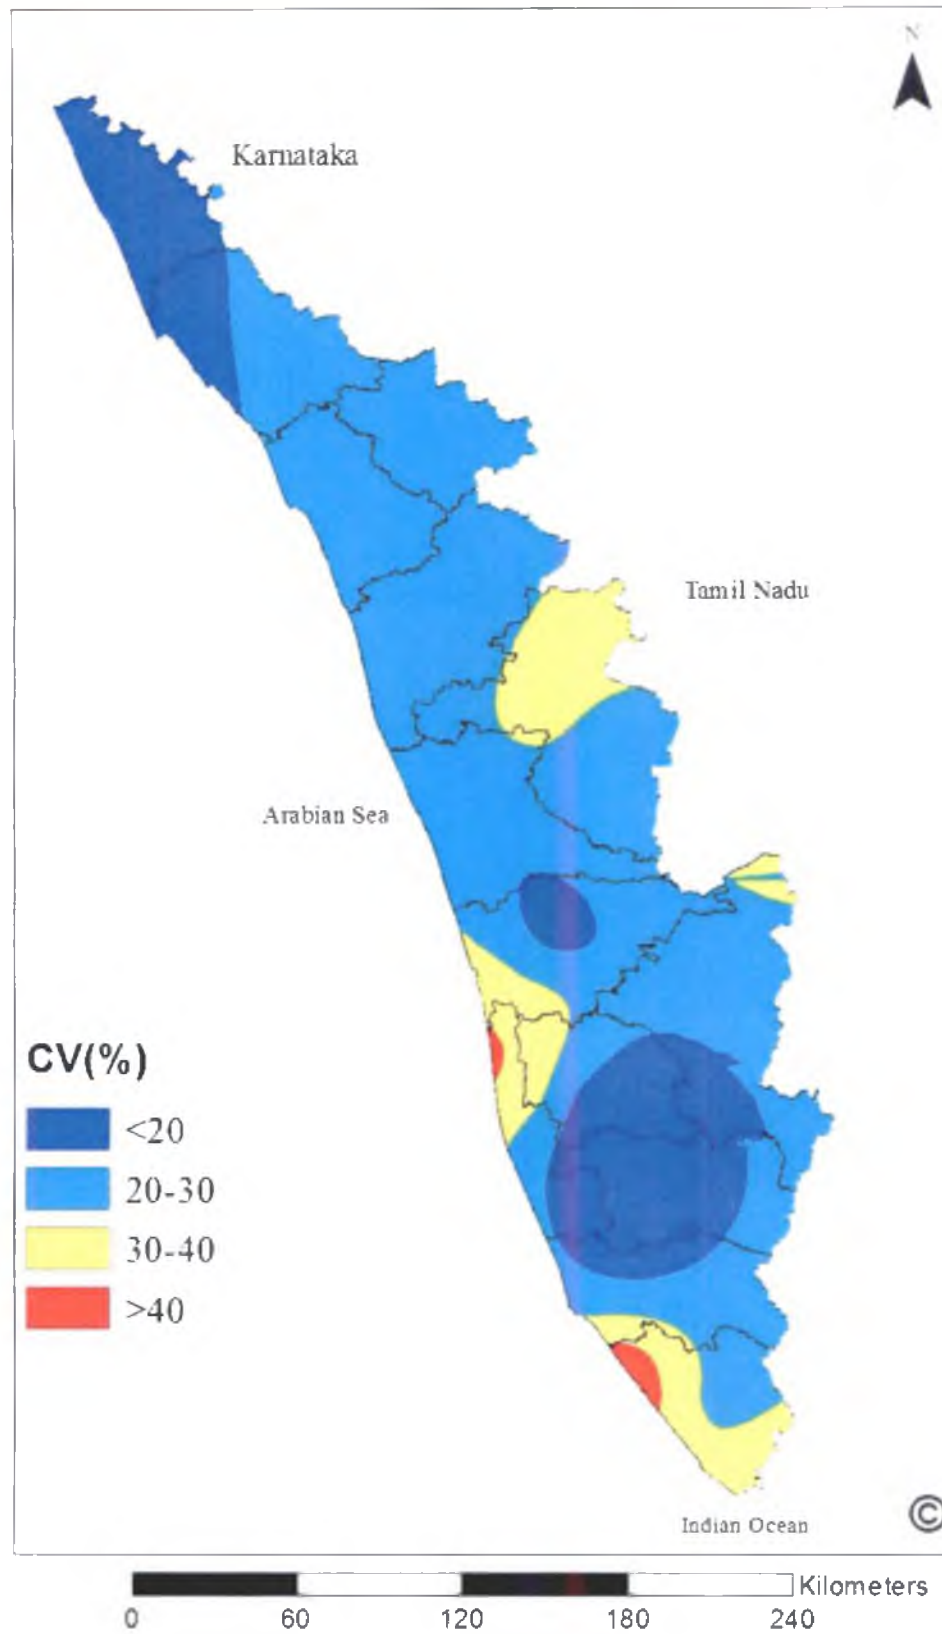 N
Karnataka
Tamil Nadu
Arabian Sea
CV(%)
<20
20-30
30-40
>40
Indian Ocean
©
Kilometers
0 60 120 180 240